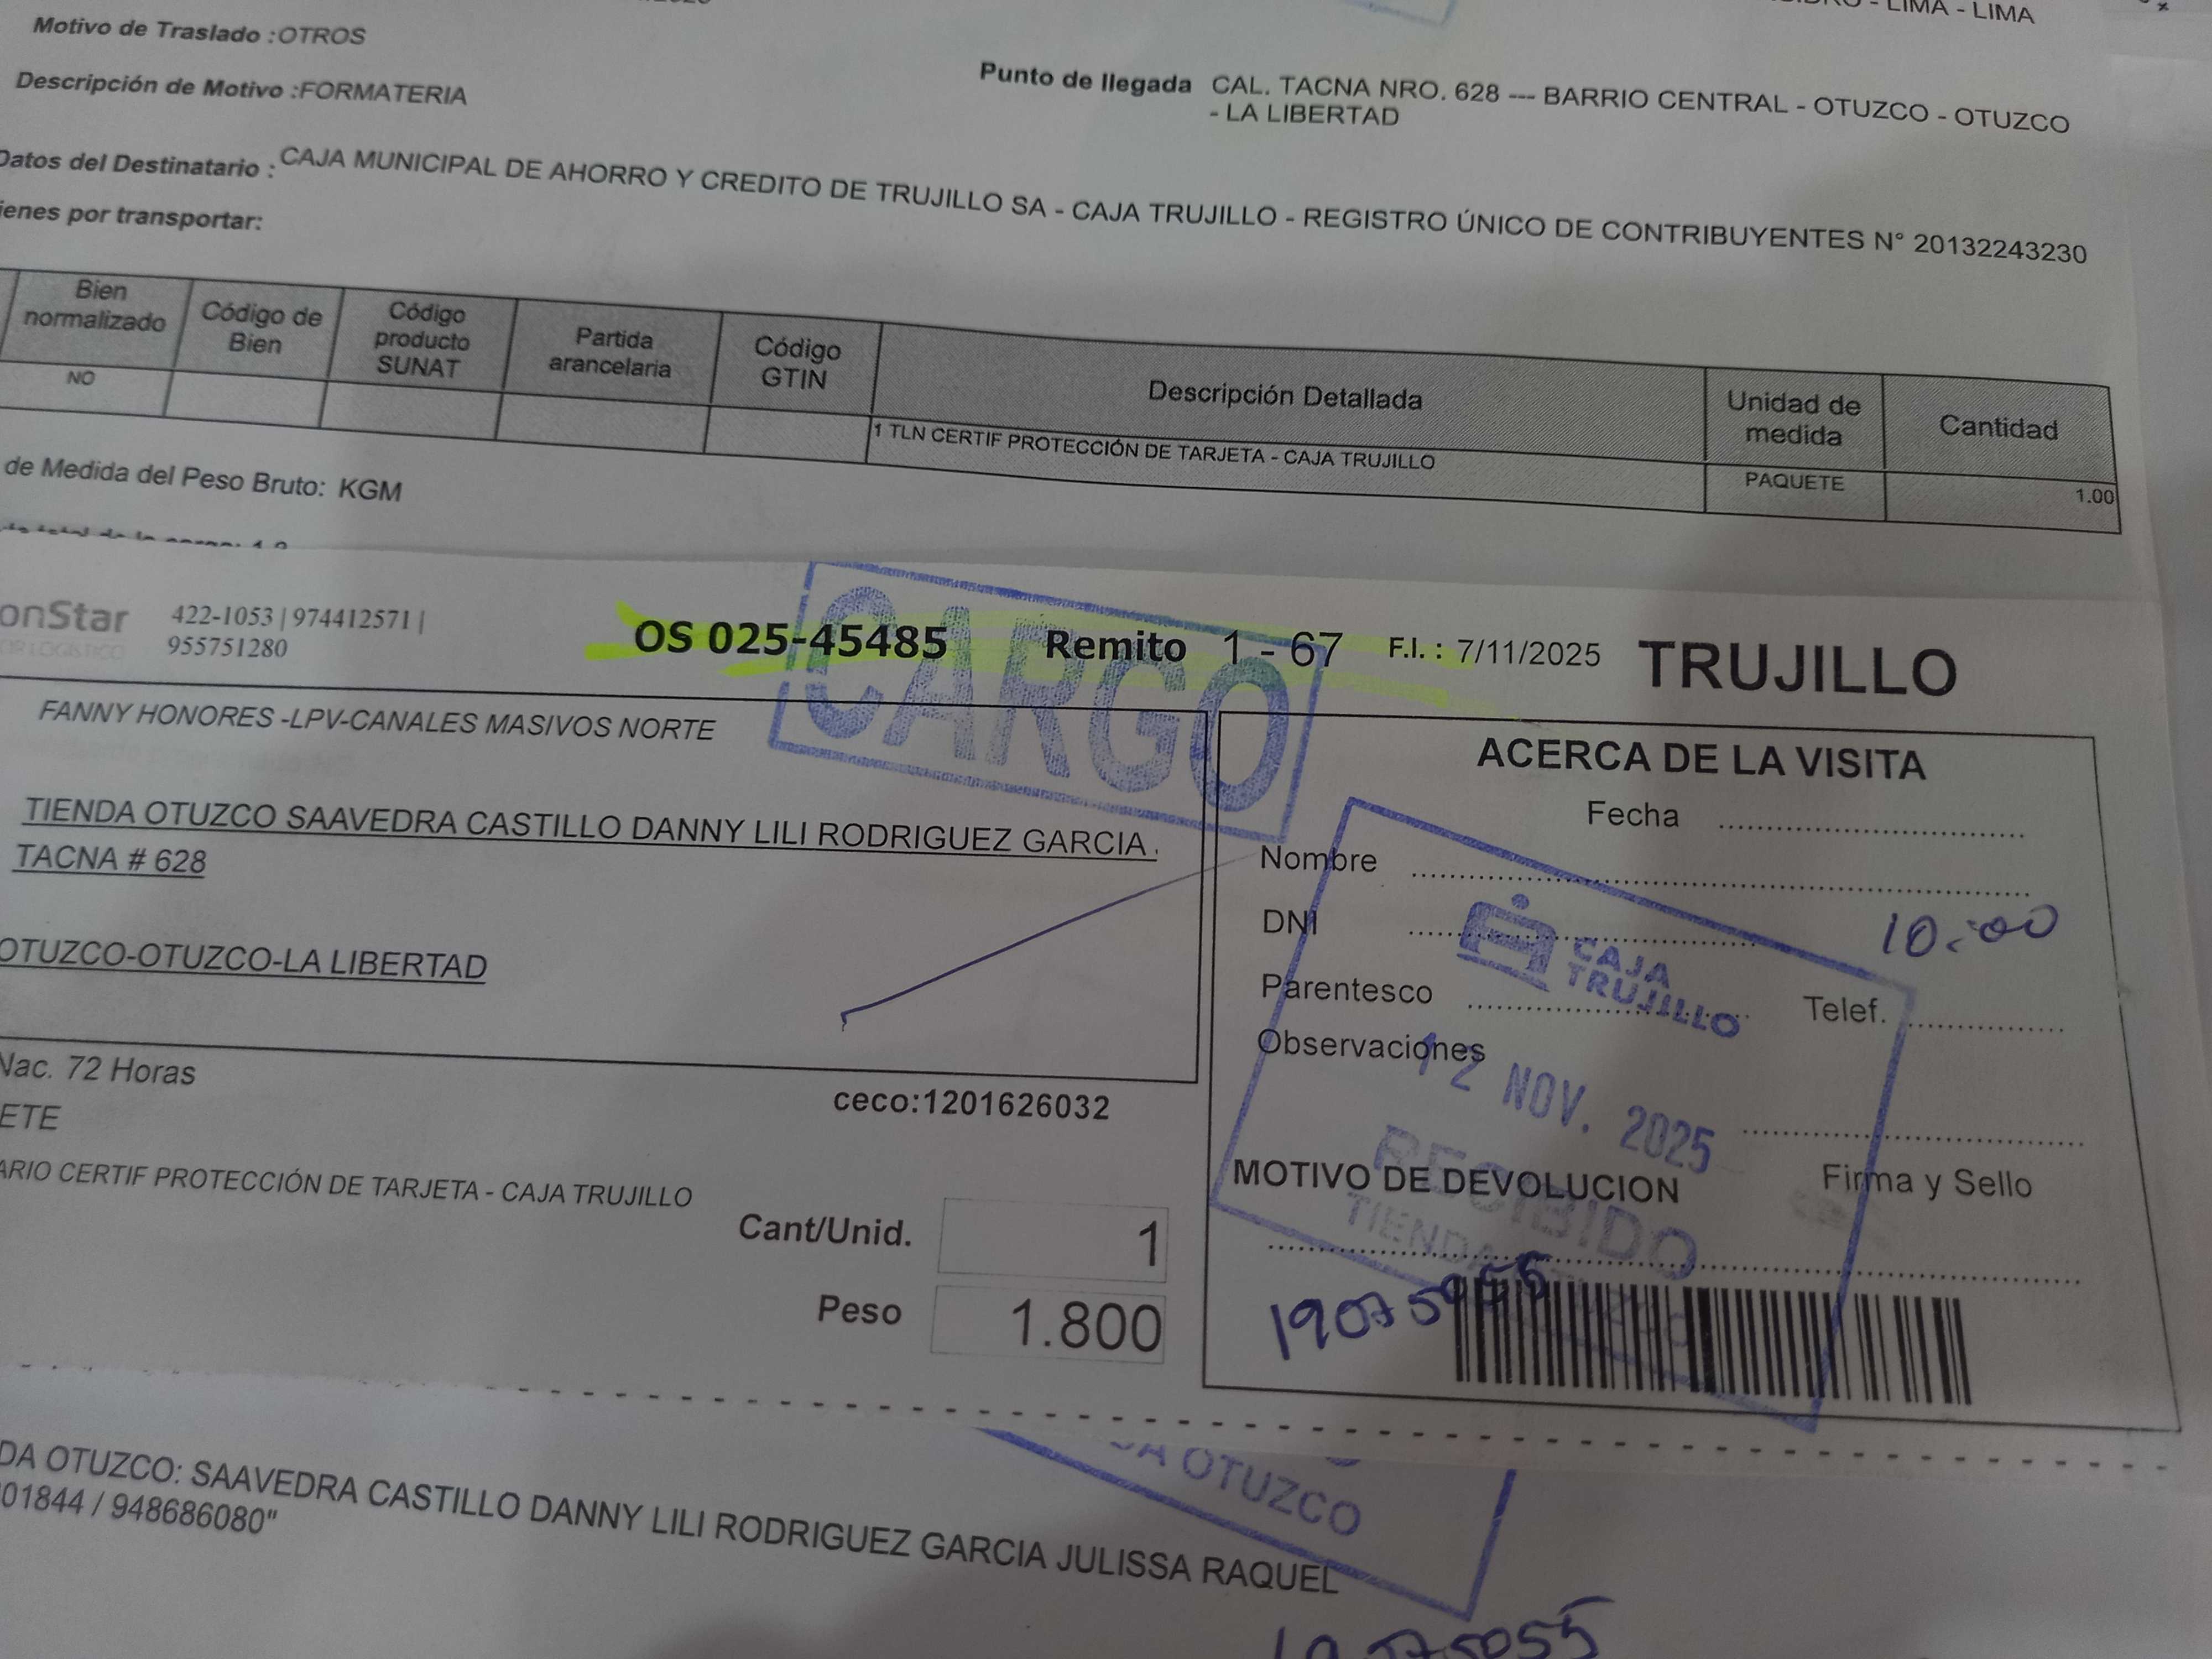 - LIMA - LIMA
Motivo de Traslado :OTROS
Descripción de Motivo :FORMATERIA
Punto de llegada CAL. TACNA NRO. 628 --- BARRIO CENTRAL - OTUZCO - OTUZCO
- LA LIBERTAD
Datos del Destinatario : CAJA MUNICIPAL DE AHORRO Y CREDITO DE TRUJILLO SA - CAJA TRUJILLO - REGISTRO ÚNICO DE CONTRIBUYENTES N° 20132243230
ienes por transportar:
Bien normalizado Código de Bien Código producto SUNAT Partida arancelaria Código GTIN Descripción Detallada Unidad de medida Cantidad
NO 1 TLN CERTIF PROTECCIÓN DE TARJETA - CAJA TRUJILLO PAQUETE 1.00
de Medida del Peso Bruto: KGM
onStar
422-1053 | 974412571 |
955751280
OS 025-45485 Remito 1 - 67 F.I. : 7/11/2025 TRUJILLO
CARGO
FANNY HONORES -LPV-CANALES MASIVOS NORTE
TIENDA OTUZCO SAAVEDRA CASTILLO DANNY LILI RODRIGUEZ GARCIA .
TACNA # 628
OTUZCO-OTUZCO-LA LIBERTAD
Nac. 72 Horas
ETE
ceco:1201626032
ARIO CERTIF PROTECCIÓN DE TARJETA - CAJA TRUJILLO
Cant/Unid. 1
Peso 1.800
ACERCA DE LA VISITA
Fecha
Nombre
DNI
10:00
Parentesco Telef.
Observaciones
CAJA
TRUJILLO
12 NOV. 2025
RECIBIDO
TIENDA
MOTIVO DE DEVOLUCION Firma y Sello
DA OTUZCO: SAAVEDRA CASTILLO DANNY LILI RODRIGUEZ GARCIA JULISSA RAQUEL
01844 / 948686080"
DA OTUZCO